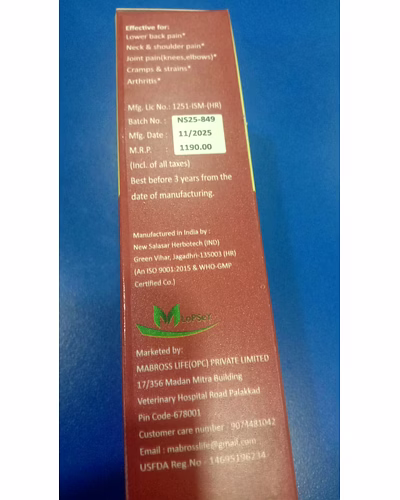 Effective for:
Lower back pain*
Neck & shoulder pain*
Joint pain(knees,elbows)*
Cramps & strains*
Arthritis*
Mfg. Lic No.: 1251-ISM-(HR)
Batch No. : NS25-849
Mfg. Date : 11/2025
M.R.P. : 1190.00
(Incl. of all taxes)
Best before 3 years from the
date of manufacturing.
Manufactured in India by :
New Salasar Herbotech (IND)
Green Vihar, Jagadhri-135003 (HR)
(An ISO 9001:2015 & WHO-GMP
Certified Co.)
Marketed by:
MABROSS LIFE(OPC) PRIVATE LIMITED
17/356 Madan Mitra Building
Veterinary Hospital Road Palakkad
Pin Code-678001
Customer care number : 9074481042
Email : mabrosslife@gmail.com
USFDA Reg.No - 14695196234